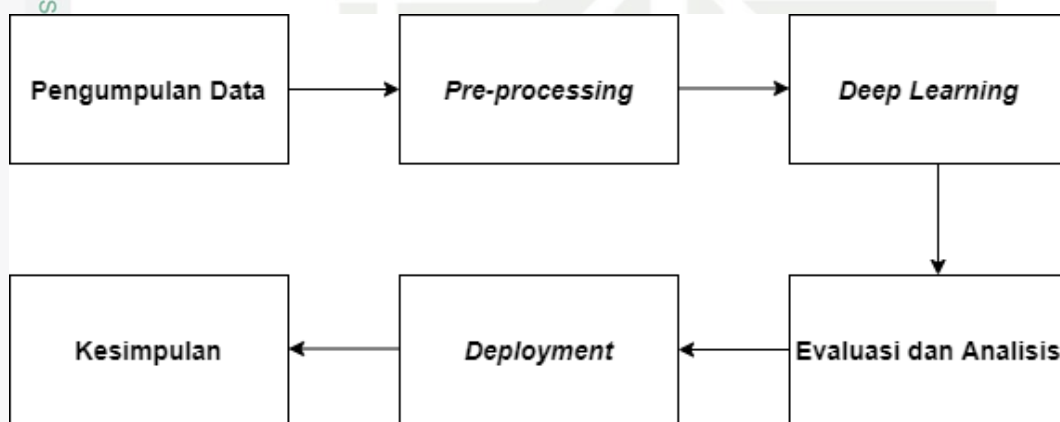 Pengumpulan Data
Pre-processing
Deep Learning
Evaluasi dan Analisis
Deployment
Kesimpulan